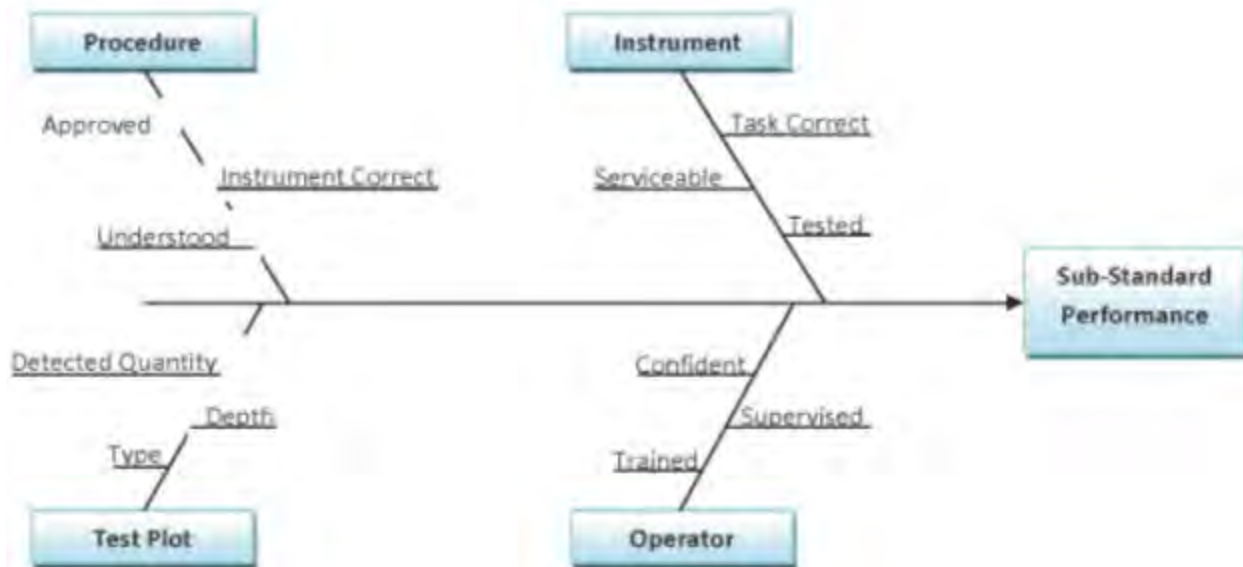 Procedure
Instrument
Approved
Task Correct
Instrument Correct
Serviceable
Understood
Tested
Sub-Standard
Performance
Detected Quantity
Confident
Depth
Supervised
Type
Trained
Test Plot
Operator